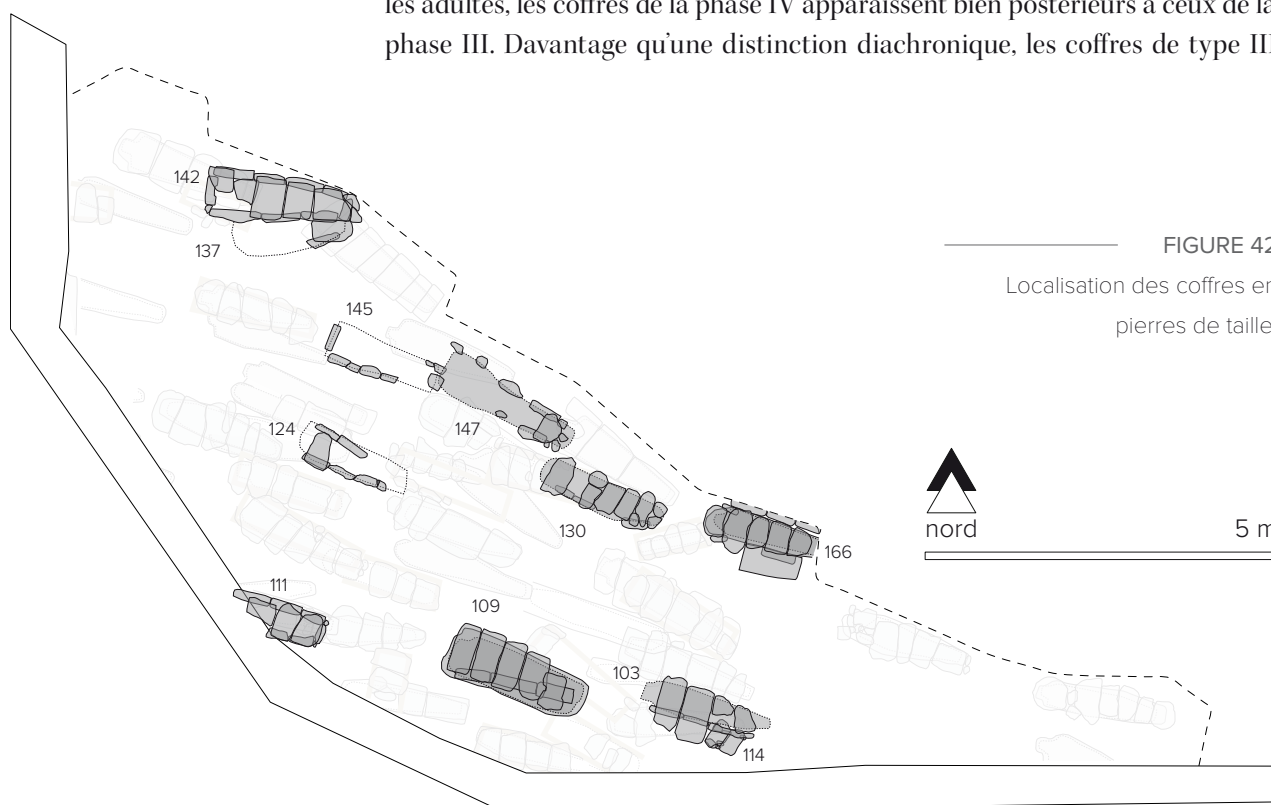 les adultes, les coffres de la phase IV apparaissent bien postérieurs à ceux de la
phase III. Davantage qu'une distinction diachronique, les coffres de type III
FIGURE 42
Localisation des coffres en
pierres de taille
142
137
145
124
147
130
166
111
109
103
114
nord
5 m